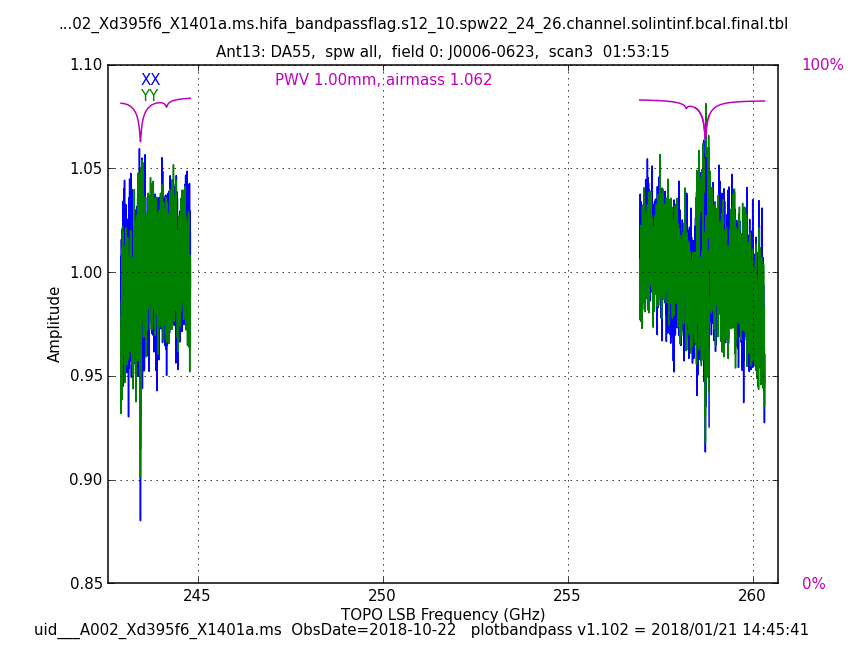 ...02_Xd395f6_X1401a.ms.hifa_bandpassflag.s12_10.spw22_24_26.channel.solintinf.bcal.final.tbl
Ant13: DA55,  spw all,  field 0: J0006-0623,  scan3  01:53:15
1.10
XX
PWV 1.00mm, airmass 1.062
100%
YY
1.05
1.00
Amplitude
0.95
0.90
0.85
0%
245
250
255
260
TOPO LSB Frequency (GHz)
uid___A002_Xd395f6_X1401a.ms  ObsDate=2018-10-22   plotbandpass v1.102 = 2018/01/21 14:45:41